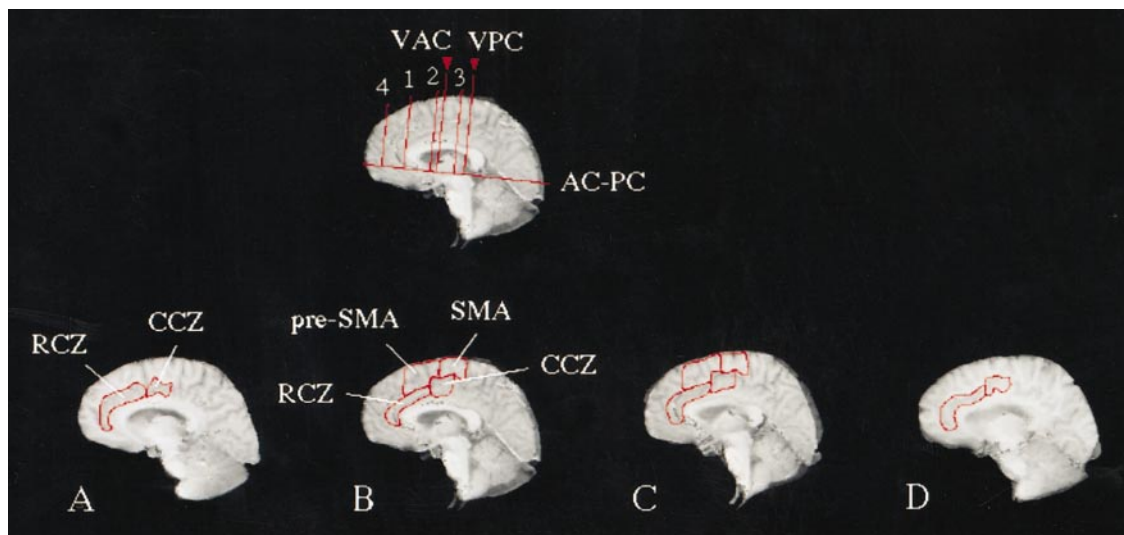 VAC VPC
4 1 2 3
AC-PC
RCZ CCZ
pre-SMA SMA
RCZ CCZ
A B C D